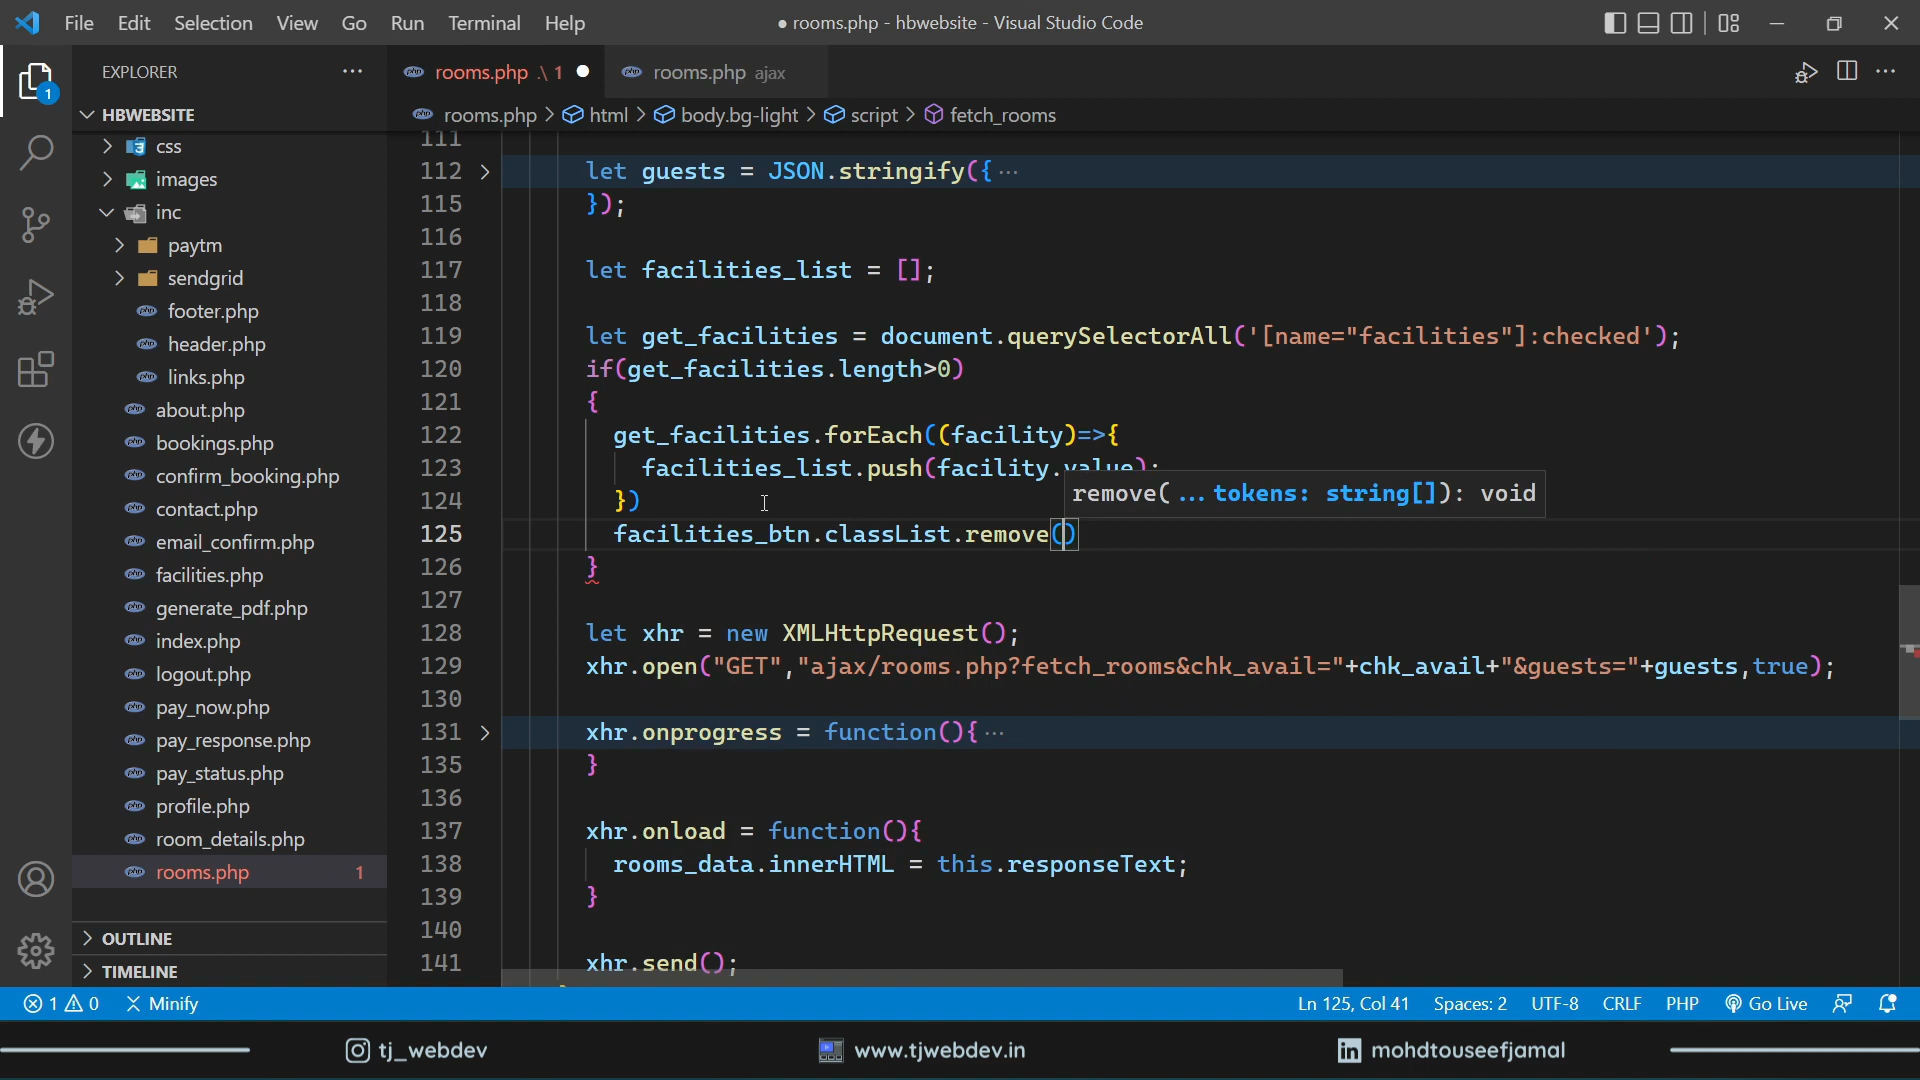 File Edit Selection View Go Run Terminal Help
● rooms.php - hbwebsite - Visual Studio Code
EXPLORER
rooms.php .\ 1
rooms.php ajax
HBWEBSITE
rooms.php > html > body.bg-light > script > fetch_rooms
css
images
inc
paytm
sendgrid
footer.php
header.php
links.php
about.php
bookings.php
confirm_booking.php
contact.php
email_confirm.php
facilities.php
generate_pdf.php
index.php
logout.php
pay_now.php
pay_response.php
pay_status.php
profile.php
room_details.php
rooms.php 1
OUTLINE
TIMELINE
1
111
112 let guests = JSON.stringify({ ···
115 });
116
117 let facilities_list = [];
118
119 let get_facilities = document.querySelectorAll('[name="facilities"]:checked');
120 if(get_facilities.length>0)
121 {
122 get_facilities.forEach((facility)=>{
123 facilities_list.push(facility.value);
remove(...tokens: string[]): void
124 })
125 facilities_btn.classList.remove()
126 }
127
128 let xhr = new XMLHttpRequest();
129 xhr.open("GET","ajax/rooms.php?fetch_rooms&chk_avail="+chk_avail+"&guests="+guests,true);
130
131 xhr.onprogress = function(){ ···
135 }
136
137 xhr.onload = function(){
138 rooms_data.innerHTML = this.responseText;
139 }
140
141 xhr.send();
1 0 Minify
Ln 125, Col 41 Spaces: 2 UTF-8 CRLF PHP Go Live
tj_webdev
www.tjwebdev.in
mohdtouseefjamal